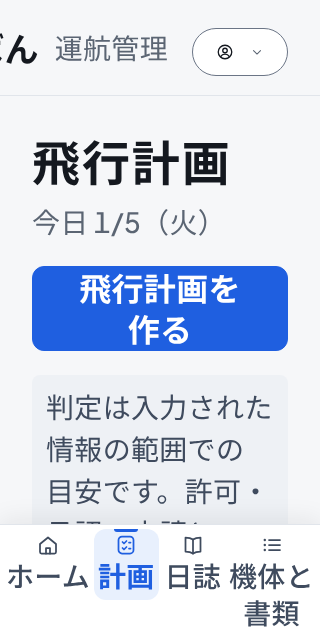 ん 運航管理
飛行計画
今日 1/5（火）
飛行計画を
作る
判定は入力された
情報の範囲での
目安です。許可・
ホーム
計画
日誌
機体と
書類